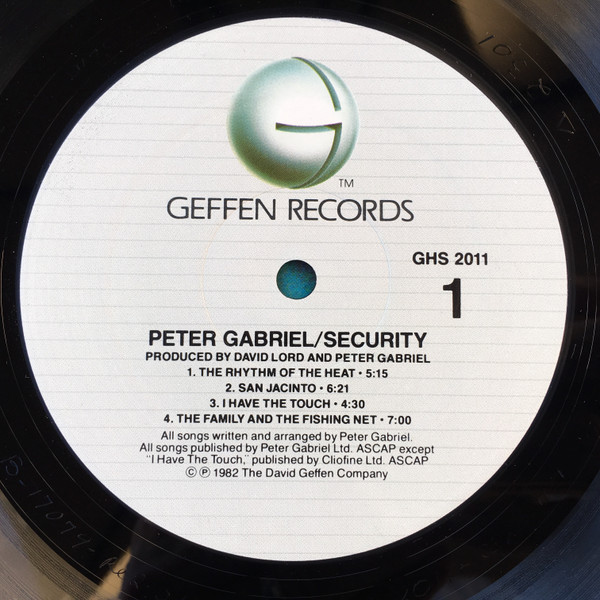 TM
GEFFEN RECORDS
GHS 2011
1
PETER GABRIEL/SECURITY
PRODUCED BY DAVID LORD AND PETER GABRIEL
1. THE RHYTHM OF THE HEAT • 5:15
2. SAN JACINTO • 6:21
3. I HAVE THE TOUCH • 4:30
4. THE FAMILY AND THE FISHING NET • 7:00
All songs written and arranged by Peter Gabriel.
All songs published by Peter Gabriel Ltd. ASCAP except
"I Have The Touch," published by Cliofine Ltd. ASCAP
© ℗ 1982 The David Geffen Company
B-17074-